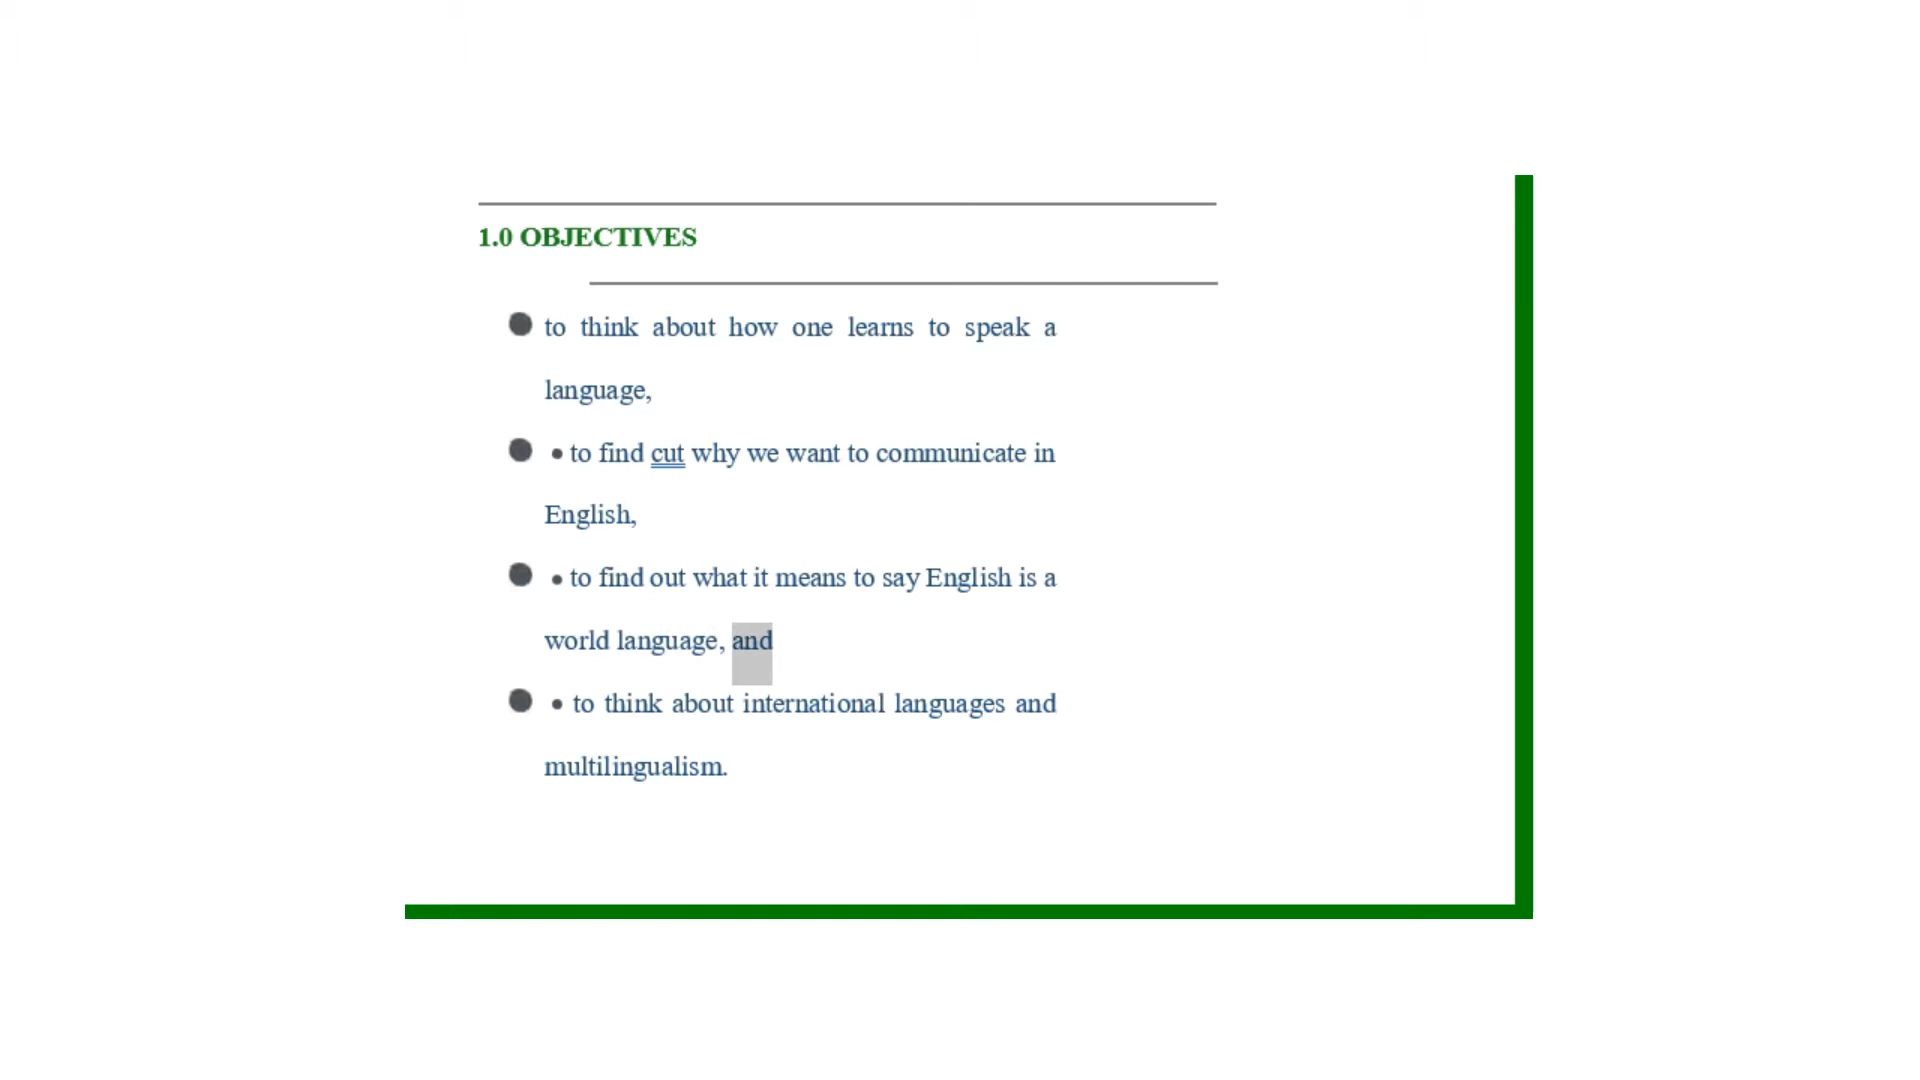 1.0 OBJECTIVES
● to think about how one learns to speak a
language,
● • to find cut why we want to communicate in
English,
● • to find out what it means to say English is a
world language, and
● • to think about international languages and
multilingualism.